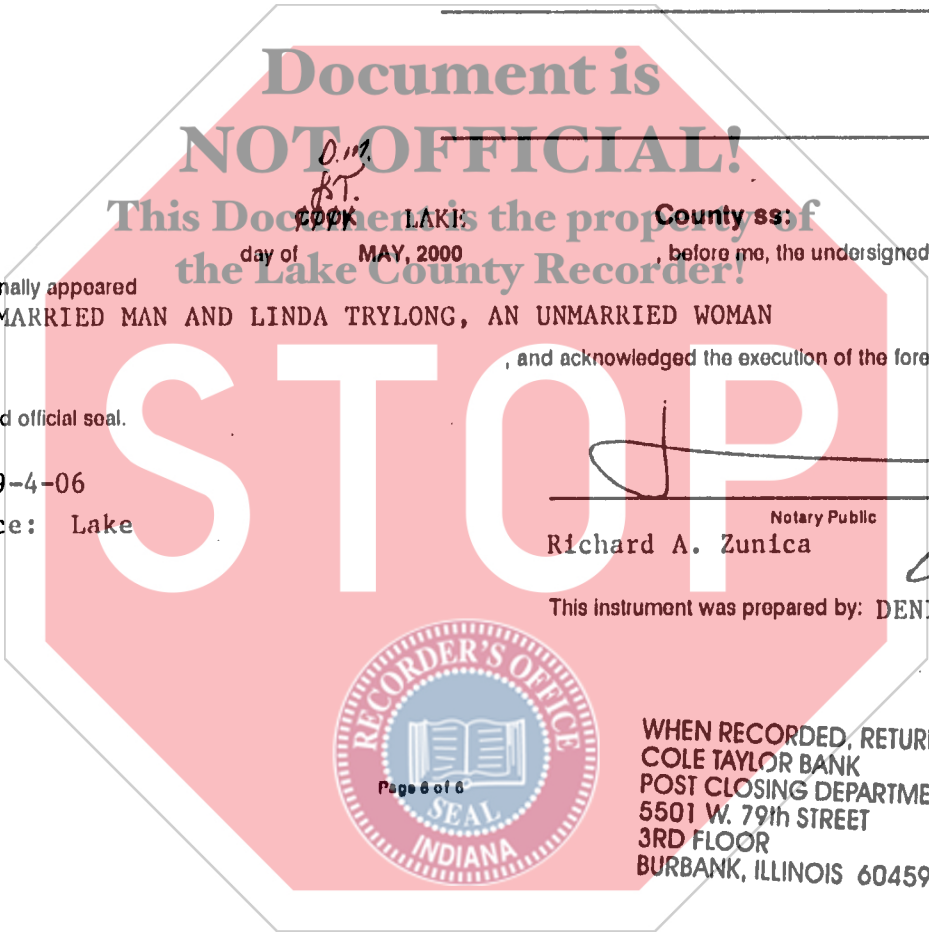 Document is
NOT OFFICIAL!
This Document is the property of
the Lake County Recorder!
D.M.
COOK LAKE County ss:
day of MAY, 2000 , before me, the undersigned
nally appeared
MARRIED MAN AND LINDA TRYLONG, AN UNMARRIED WOMAN
, and acknowledged the execution of the fore
d official seal.
STOP
9-4-06
ce: Lake
Notary Public
Richard A. Zunica
This instrument was prepared by: DENI
RECORDER'S OFFICE
SEAL
INDIANA
Page 6 of 6
WHEN RECORDED, RETUR
COLE TAYLOR BANK
POST CLOSING DEPARTME
5501 W. 79th STREET
3RD FLOOR
BURBANK, ILLINOIS 60459